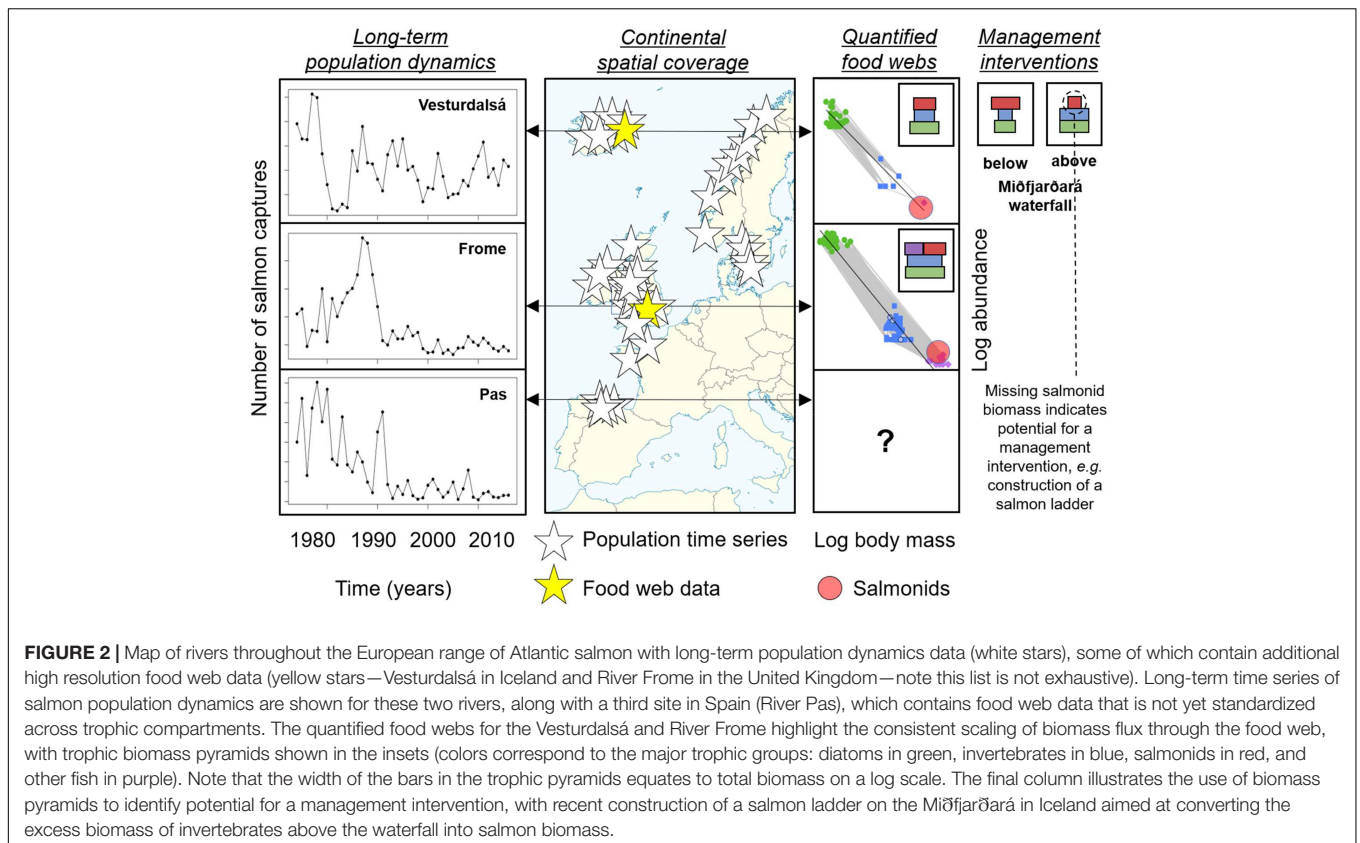 Long-term
population dynamics
Continental
spatial coverage
Quantified
food webs
Management
interventions
Vesturdalsá
Frome
Pas
Number of salmon captures
1980 1990 2000 2010
Time (years)
Population time series
Food web data
?
Log abundance
Log body mass
Salmonids
below
above
Miðfjarðará
waterfall
Missing salmonid
biomass indicates
potential for a
management
intervention, e.g.
construction of a
salmon ladder
FIGURE 2 | Map of rivers throughout the European range of Atlantic salmon with long-term population dynamics data (white stars), some of which contain additional
high resolution food web data (yellow stars—Vesturdalsá in Iceland and River Frome in the United Kingdom—note this list is not exhaustive). Long-term time series of
salmon population dynamics are shown for these two rivers, along with a third site in Spain (River Pas), which contains food web data that is not yet standardized
across trophic compartments. The quantified food webs for the Vesturdalsá and River Frome highlight the consistent scaling of biomass flux through the food web,
with trophic biomass pyramids shown in the insets (colors correspond to the major trophic groups: diatoms in green, invertebrates in blue, salmonids in red, and
other fish in purple). Note that the width of the bars in the trophic pyramids equates to total biomass on a log scale. The final column illustrates the use of biomass
pyramids to identify potential for a management intervention, with recent construction of a salmon ladder on the Miðfjarðará in Iceland aimed at converting the
excess biomass of invertebrates above the waterfall into salmon biomass.